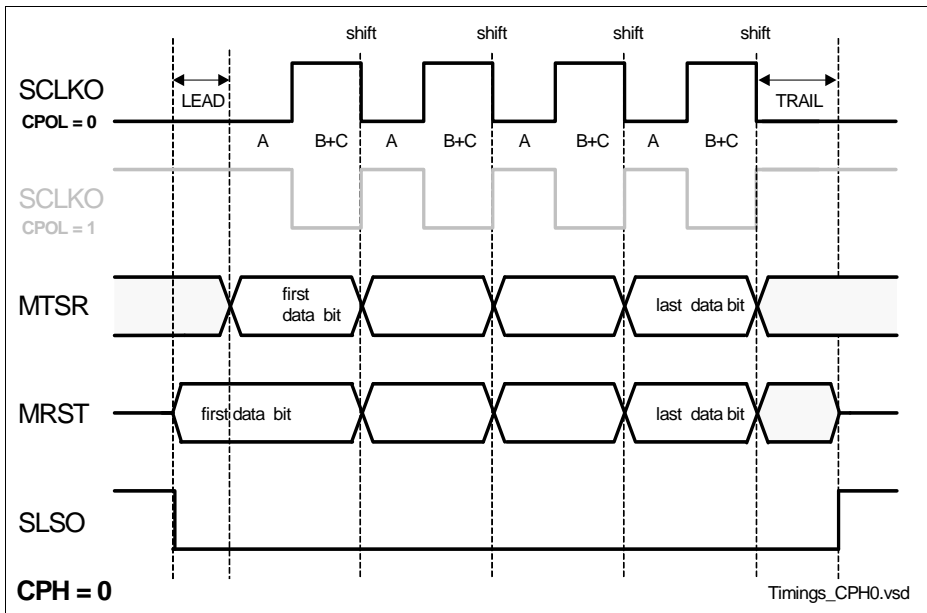 shift shift shift shift
SCLKO
CPOL = 0
LEAD
TRAIL
A B+C A B+C A B+C A B+C
SCLKO
CPOL = 1
MTSR
first
data bit
last data bit
MRST
first data bit
last data bit
SLSO
CPH = 0
Timings_CPH0.vsd